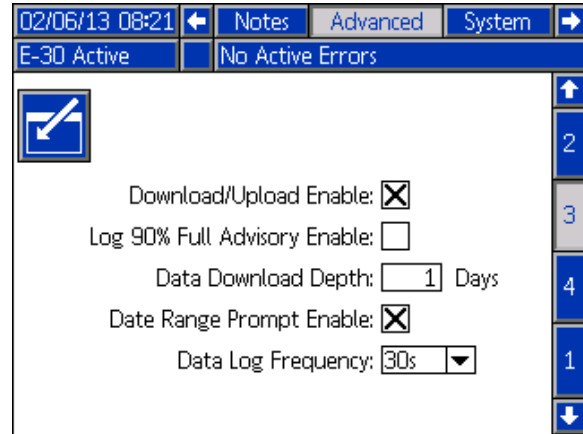 02/06/13 08:21 Notes Advanced System
E-30 Active No Active Errors
2
Download/Upload Enable:
3
Log 90% Full Advisory Enable:
Data Download Depth: 1 Days
4
Date Range Prompt Enable:
Data Log Frequency: 30s
1